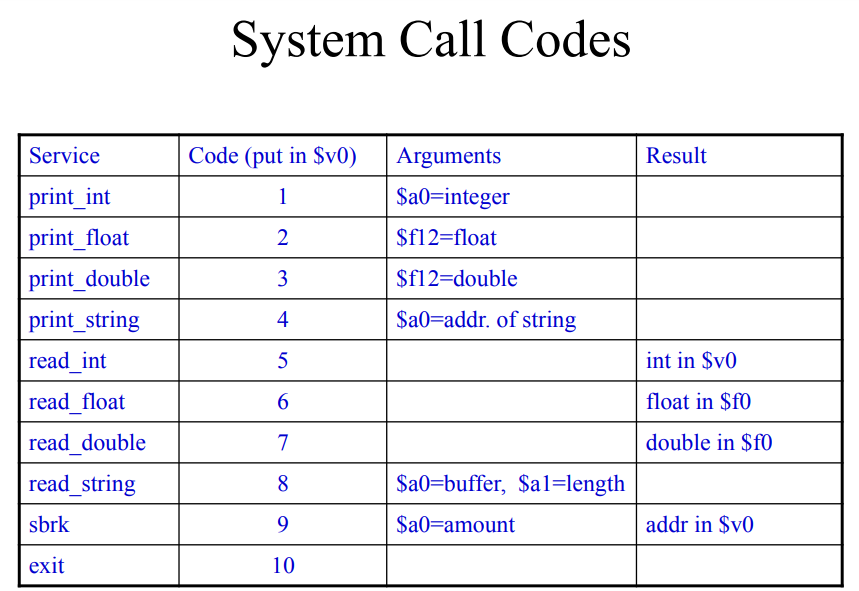 System Call Codes
Service Code (put in $v0) Arguments Result
print_int 1 $a0=integer
print_float 2 $f12=float
print_double 3 $f12=double
print_string 4 $a0=addr. of string
read_int 5 int in $v0
read_float 6 float in $f0
read_double 7 double in $f0
read_string 8 $a0=buffer, $a1=length
sbrk 9 $a0=amount addr in $v0
exit 10